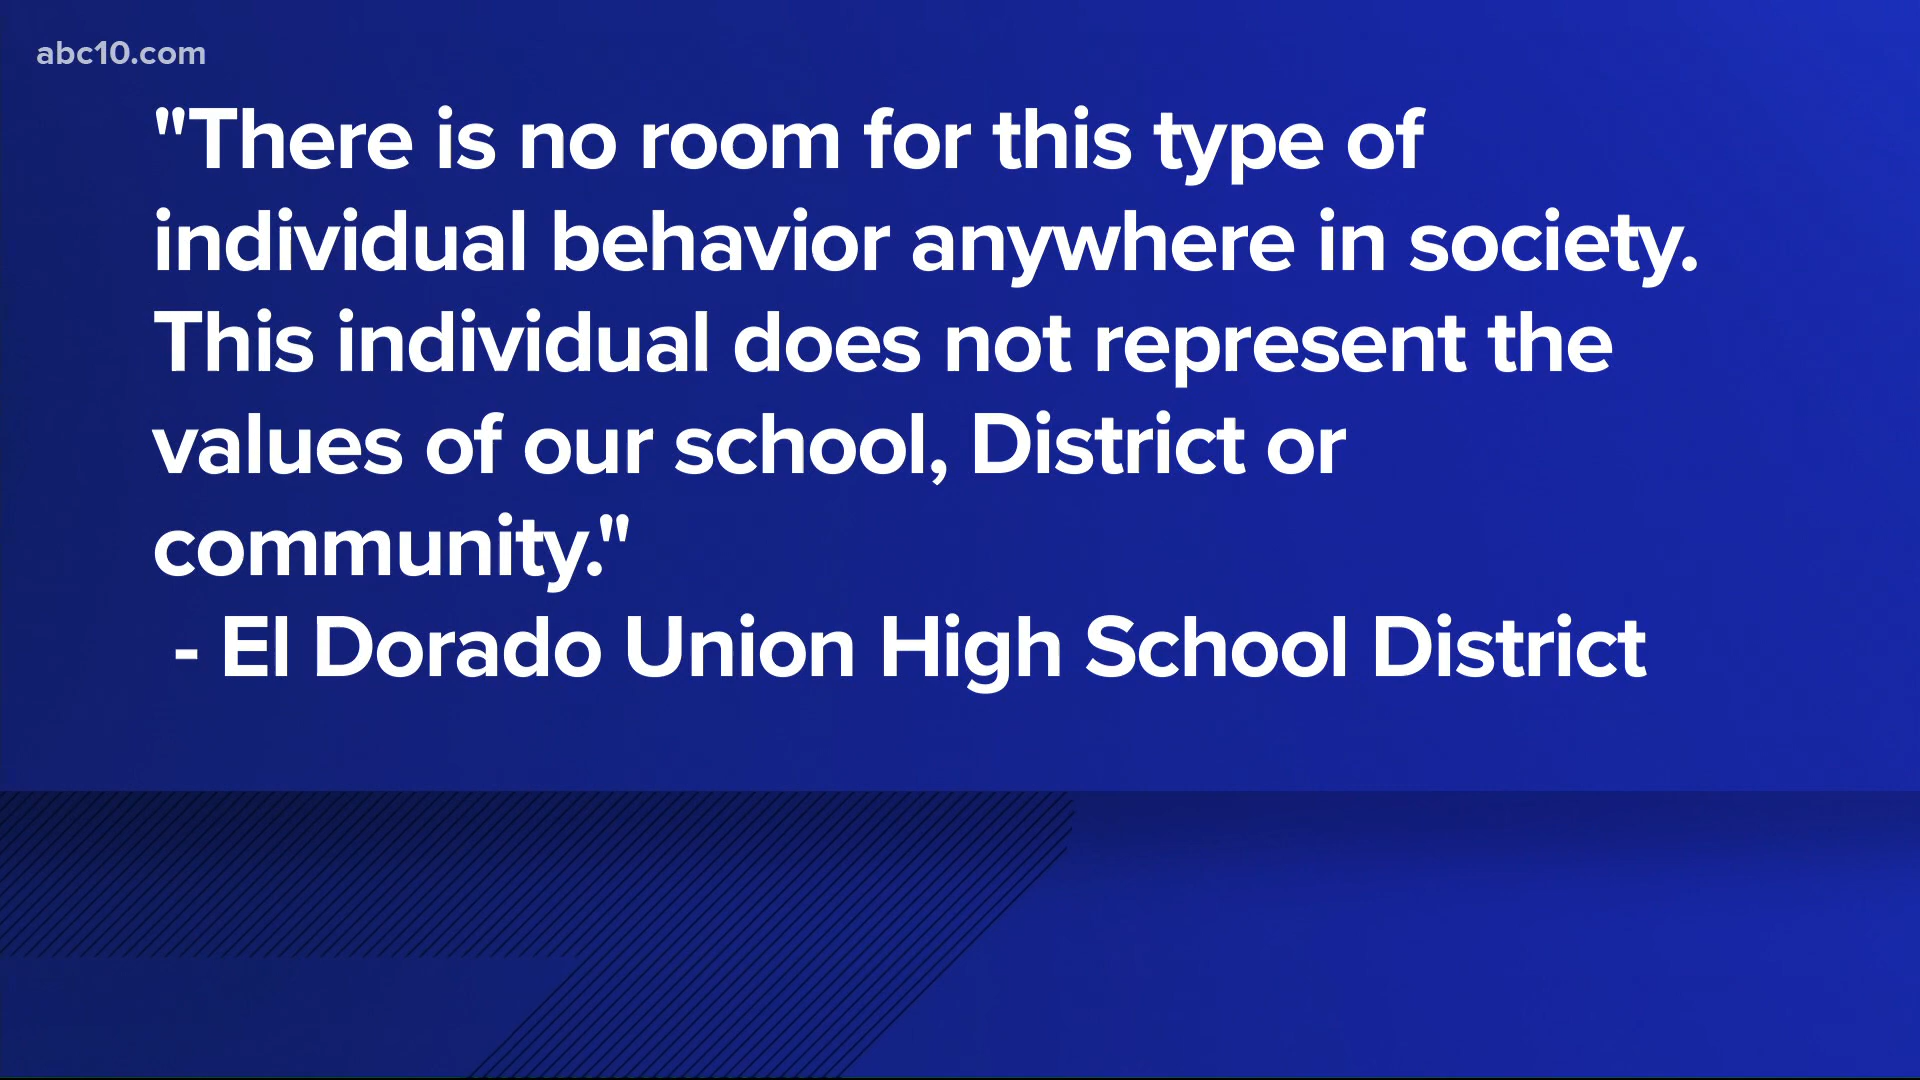 abc10.com
"There is no room for this type of
individual behavior anywhere in society.
This individual does not represent the
values of our school, District or
community."
- El Dorado Union High School District